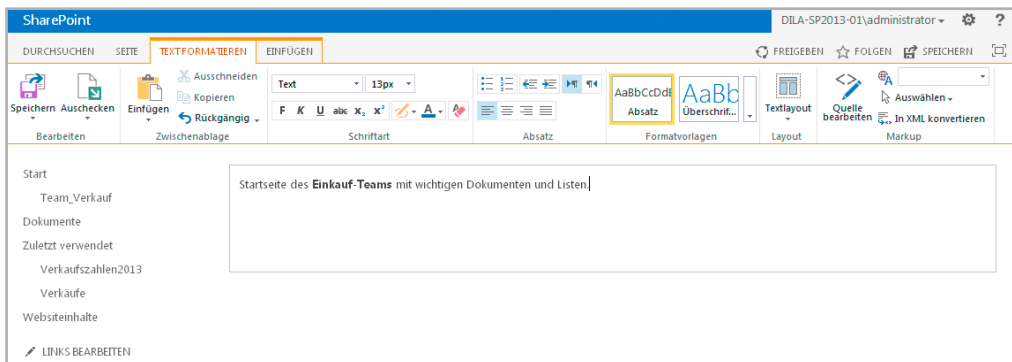 SharePoint DILA-SP2013-01\administrator ?
DURCHSUCHEN SEITE TEXTFORMATIEREN EINFÜGEN FREIGEBEN FOLGEN SPEICHERN
Speichern Auschecken Einfügen Ausschneiden Kopieren Rückgängig Text 13px AaBbCcDdE AaBb Textlayout Quelle bearbeiten Auswählen In XML konvertieren
F K U abc X₂ X² A Absatz Überschrif...
Bearbeiten Zwischenablage Schriftart Absatz Formatvorlagen Layout Markup
Start
Startseite des Einkauf-Teams mit wichtigen Dokumenten und Listen.
Team_Verkauf
Dokumente
Zuletzt verwendet
Verkaufszahlen2013
Verkäufe
Websiteinhalte
LINKS BEARBEITEN